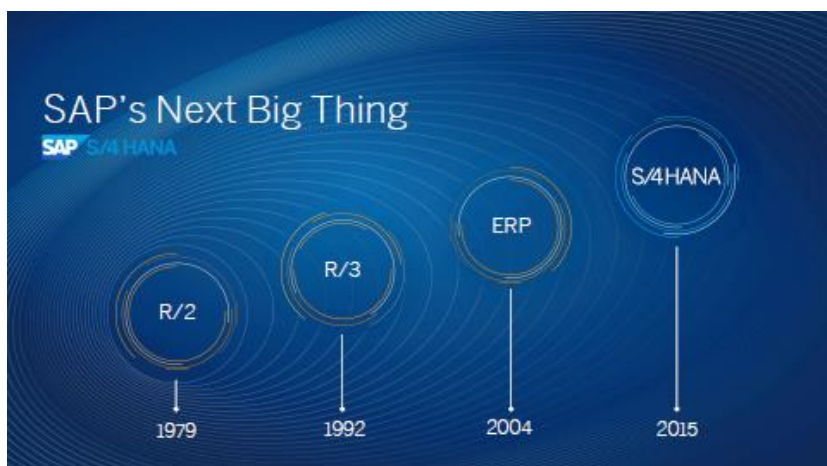 SAP's Next Big Thing
SAP S/4HANA
R/2
R/3
ERP
S/4HANA
1979
1992
2004
2015